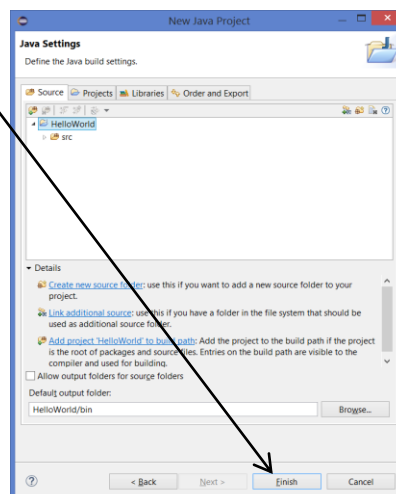 New Java Project
Java Settings
Define the Java build settings.
Source Projects Libraries Order and Export
HelloWorld
src
Details
Create new source folder: use this if you want to add a new source folder to your
project.
Link additional source: use this if you have a folder in the file system that should be
used as additional source folder.
Add project 'HelloWorld' to build path: Add the project to the build path if the project
is the root of packages and source files. Entries on the build path are visible to the
compiler and used for building.
Allow output folders for source folders
Default output folder:
HelloWorld/bin
Browse...
< Back Next > Finish Cancel